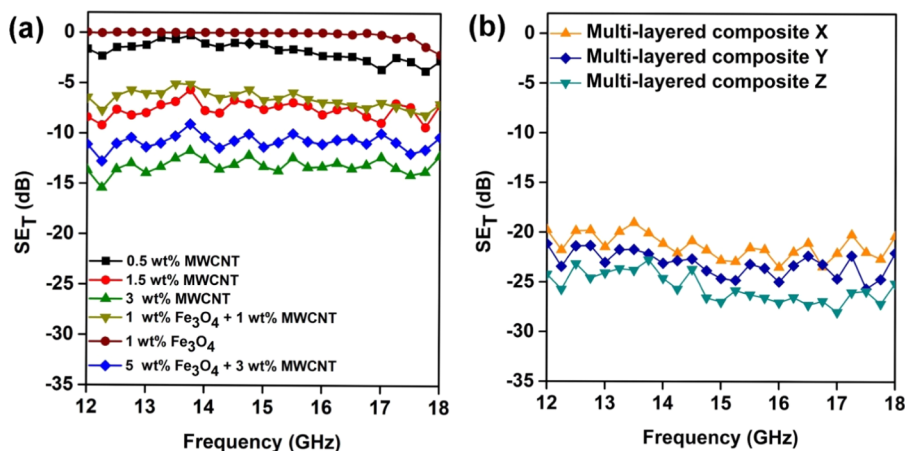 (a)
0
-5
-10
-15
-20
-25
-30
-35
SE_T (dB)
0.5 wt% MWCNT
1.5 wt% MWCNT
3 wt% MWCNT
1 wt% Fe₃O₄ + 1 wt% MWCNT
1 wt% Fe₃O₄
5 wt% Fe₃O₄ + 3 wt% MWCNT
12 13 14 15 16 17 18
Frequency (GHz)
(b)
0
-5
-10
-15
-20
-25
-30
-35
SE_T (dB)
Multi-layered composite X
Multi-layered composite Y
Multi-layered composite Z
12 13 14 15 16 17 18
Frequency (GHz)